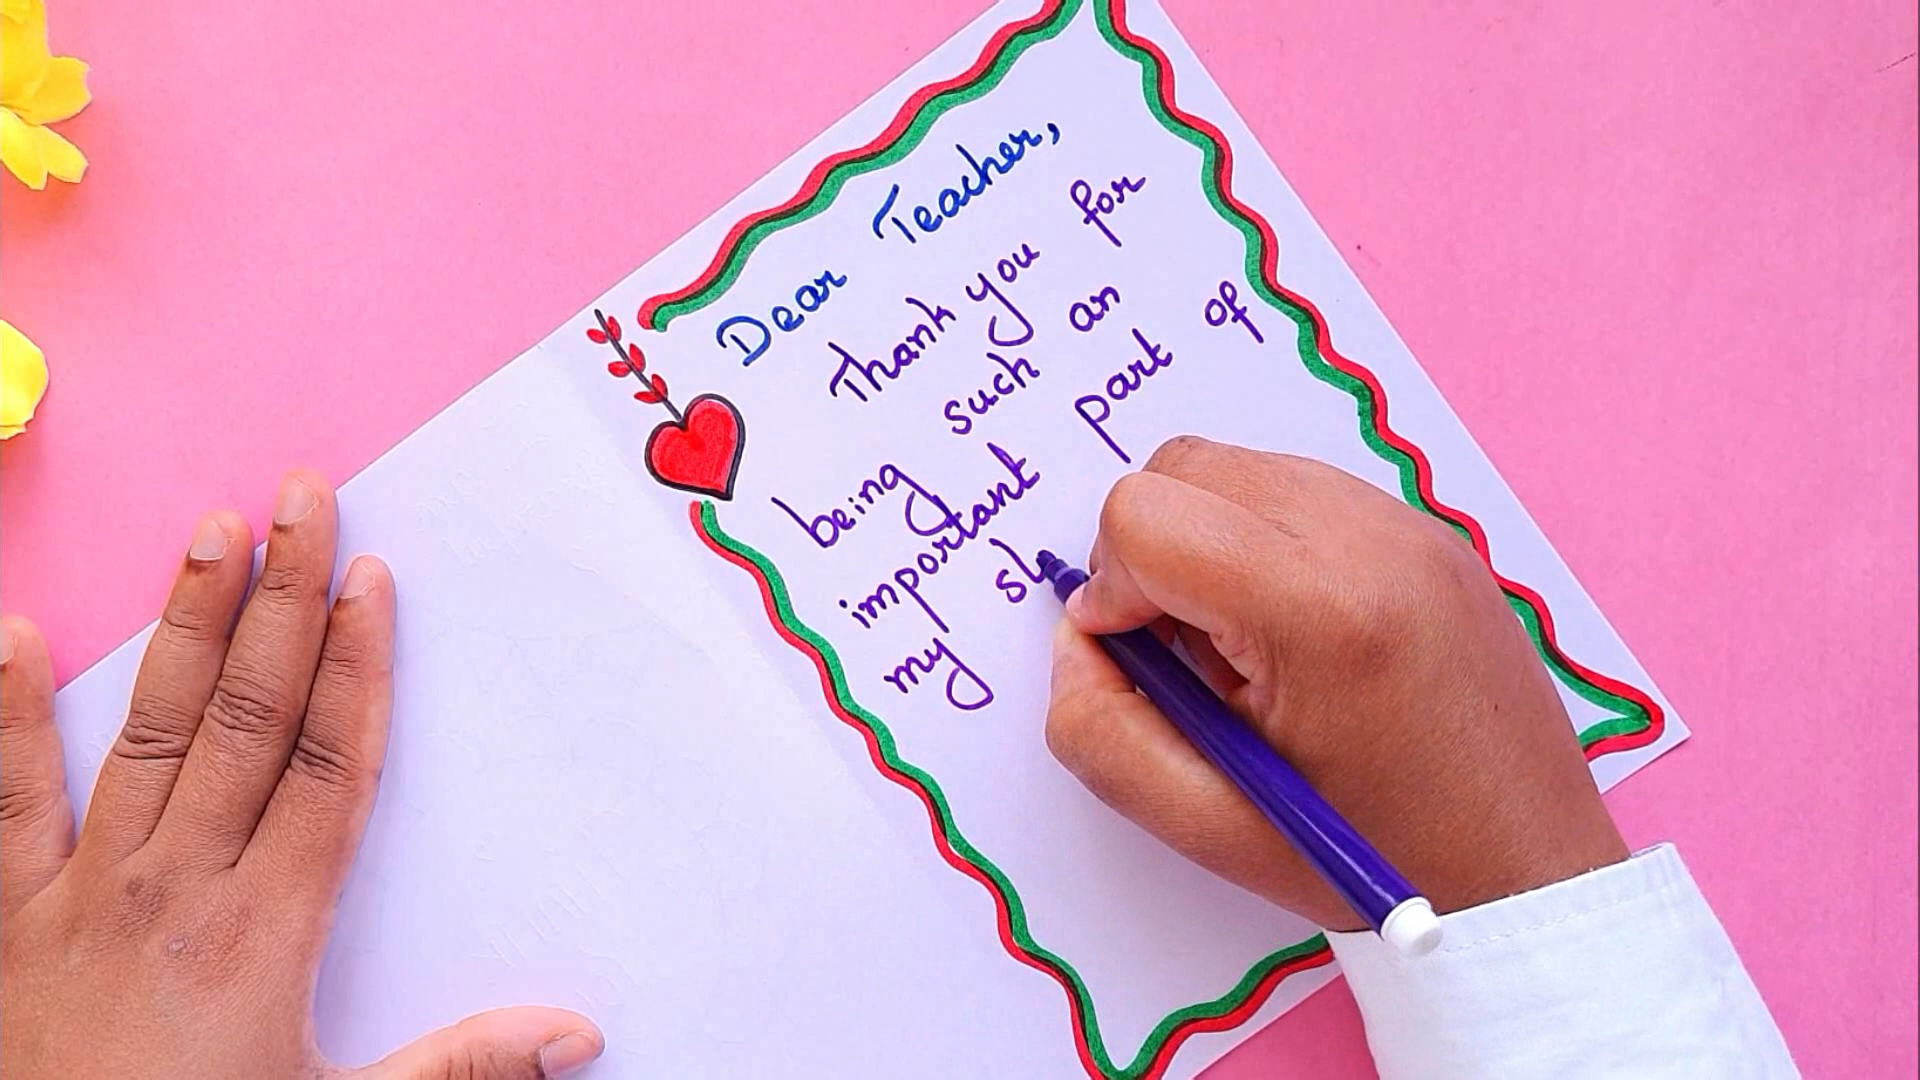 Dear Teacher,
Thank you for
being such an
important part of
my